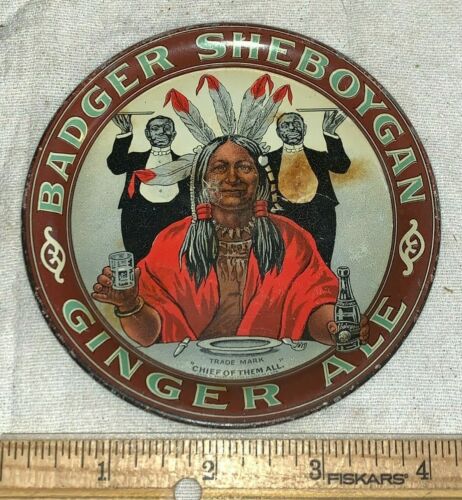 BADGER SHEBOYGAN
GINGER ALE
TRADE MARK
"CHIEF OF THEM ALL."
1 2 3 4
FISKARS